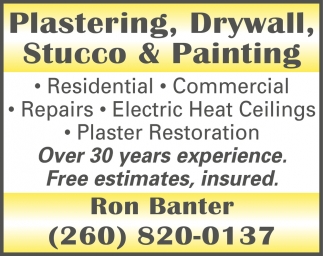 Plastering, Drywall,
Stucco & Painting
• Residential • Commercial
• Repairs • Electric Heat Ceilings
• Plaster Restoration
Over 30 years experience.
Free estimates, insured.
Ron Banter
(260) 820-0137